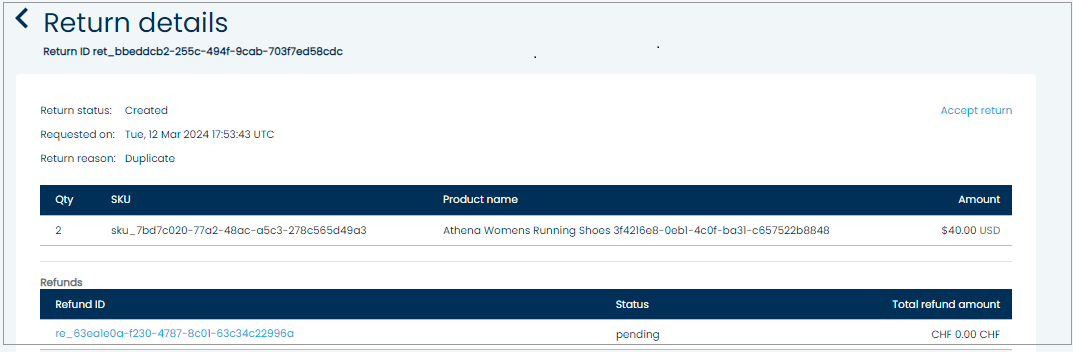 Return details
Return ID ret_bbeddcb2-255c-494f-9cab-703f7ed58cdc
Return status: Created Accept return
Requested on: Tue, 12 Mar 2024 17:53:43 UTC
Return reason: Duplicate
Qty SKU Product name Amount
2 sku_7bd7c020-77a2-48ac-a5c3-278c565d49a3 Athena Womens Running Shoes 3f4216e8-0eb1-4c0f-ba31-c657522b8848 $40.00 USD
Refunds
Refund ID Status Total refund amount
re_63ea1e0a-f230-4787-8c01-63c34c22996a pending CHF 0.00 CHF